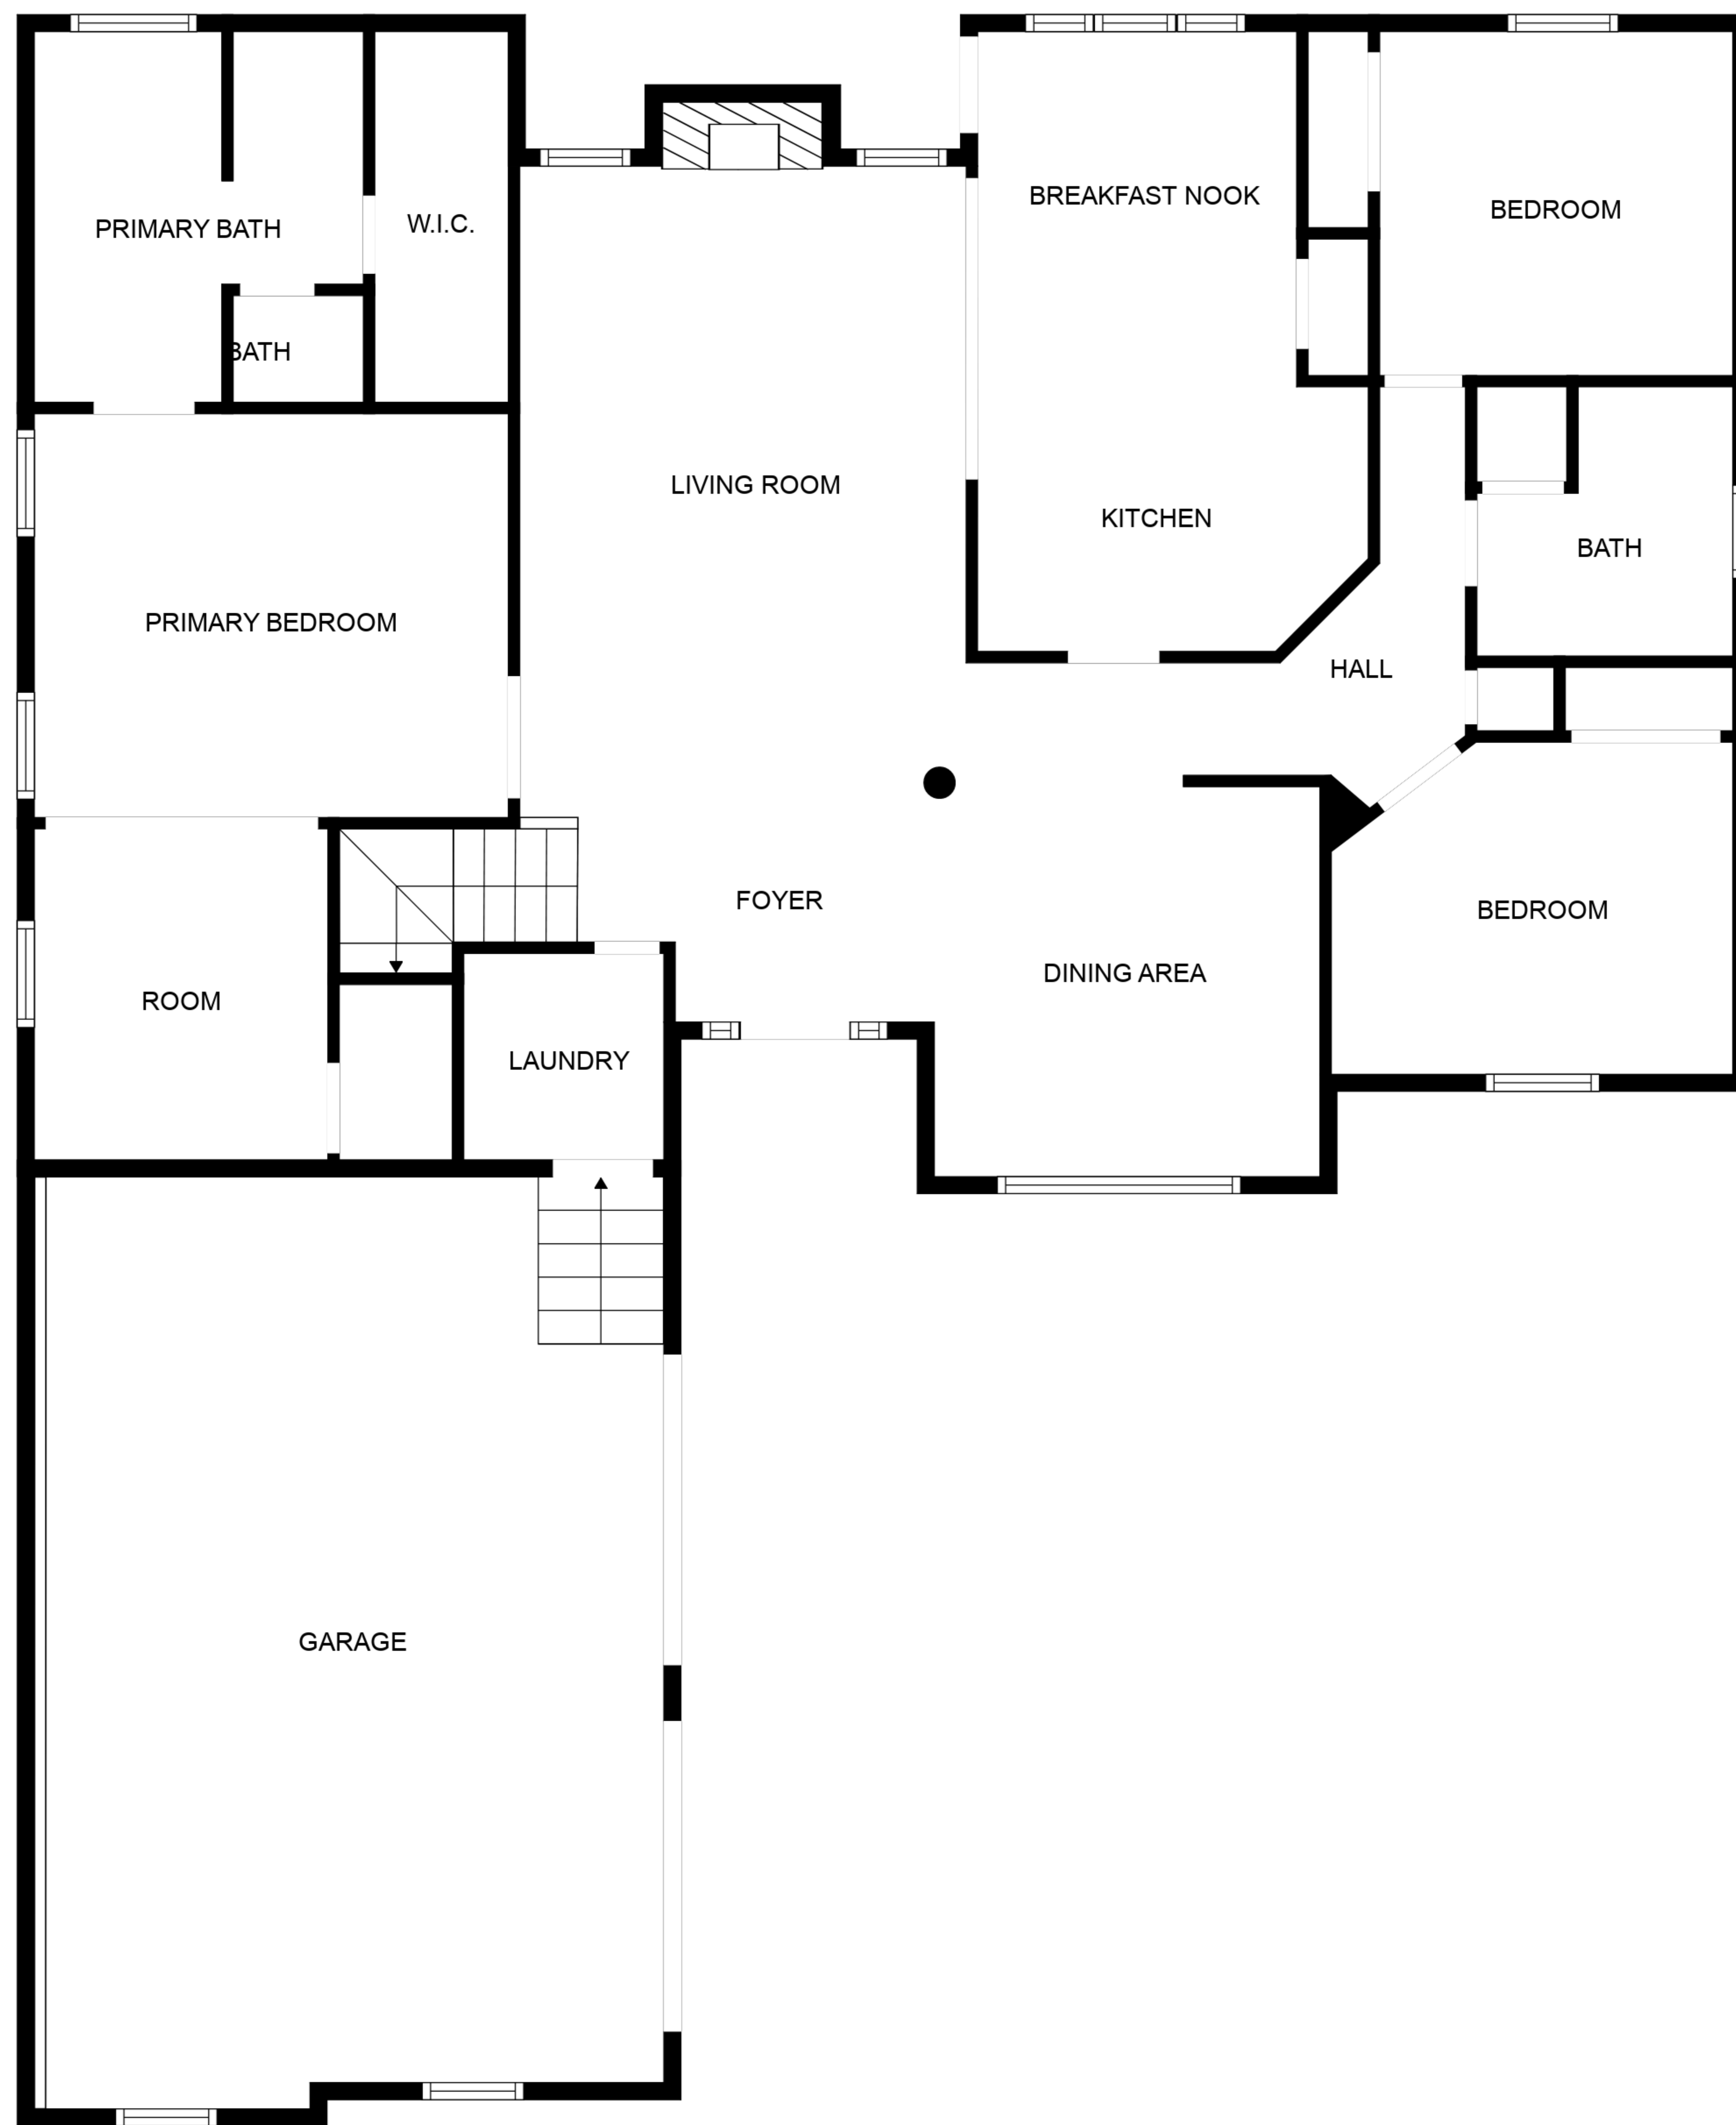 PRIMARY BATH
W.I.C.
BREAKFAST NOOK
BEDROOM
BATH
LIVING ROOM
KITCHEN
BATH
PRIMARY BEDROOM
HALL
FOYER
BEDROOM
DINING AREA
ROOM
LAUNDRY
GARAGE